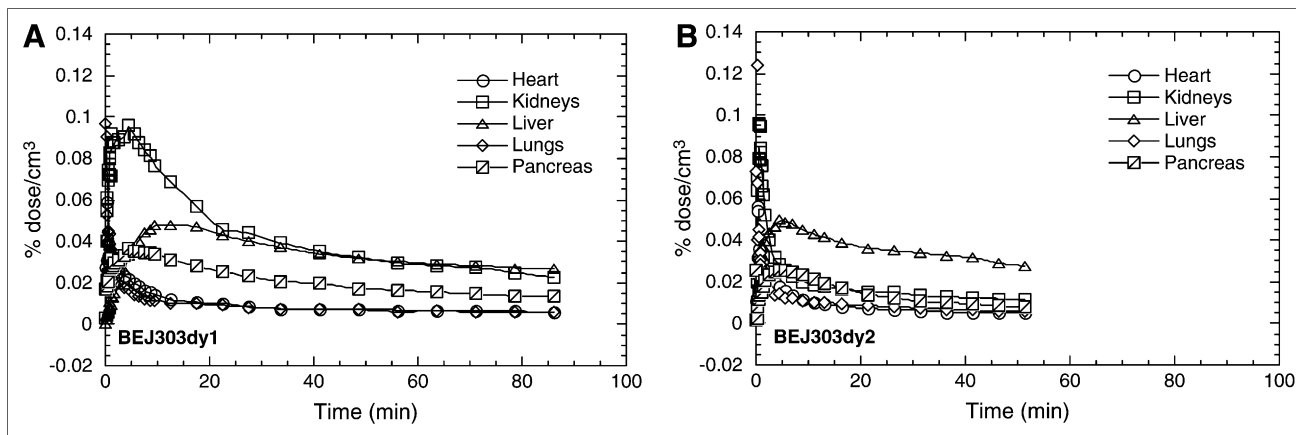 A
% dose/cm³
0.14
0.12
0.1
0.08
0.06
0.04
0.02
0
-0.02
Heart
Kidneys
Liver
Lungs
Pancreas
BEJ303dy1
0 20 40 60 80 100
Time (min)
B
% dose/cm³
0.14
0.12
0.10
0.08
0.06
0.04
0.02
0
-0.02
Heart
Kidneys
Liver
Lungs
Pancreas
BEJ303dy2
0 20 40 60 80 100
Time (min)